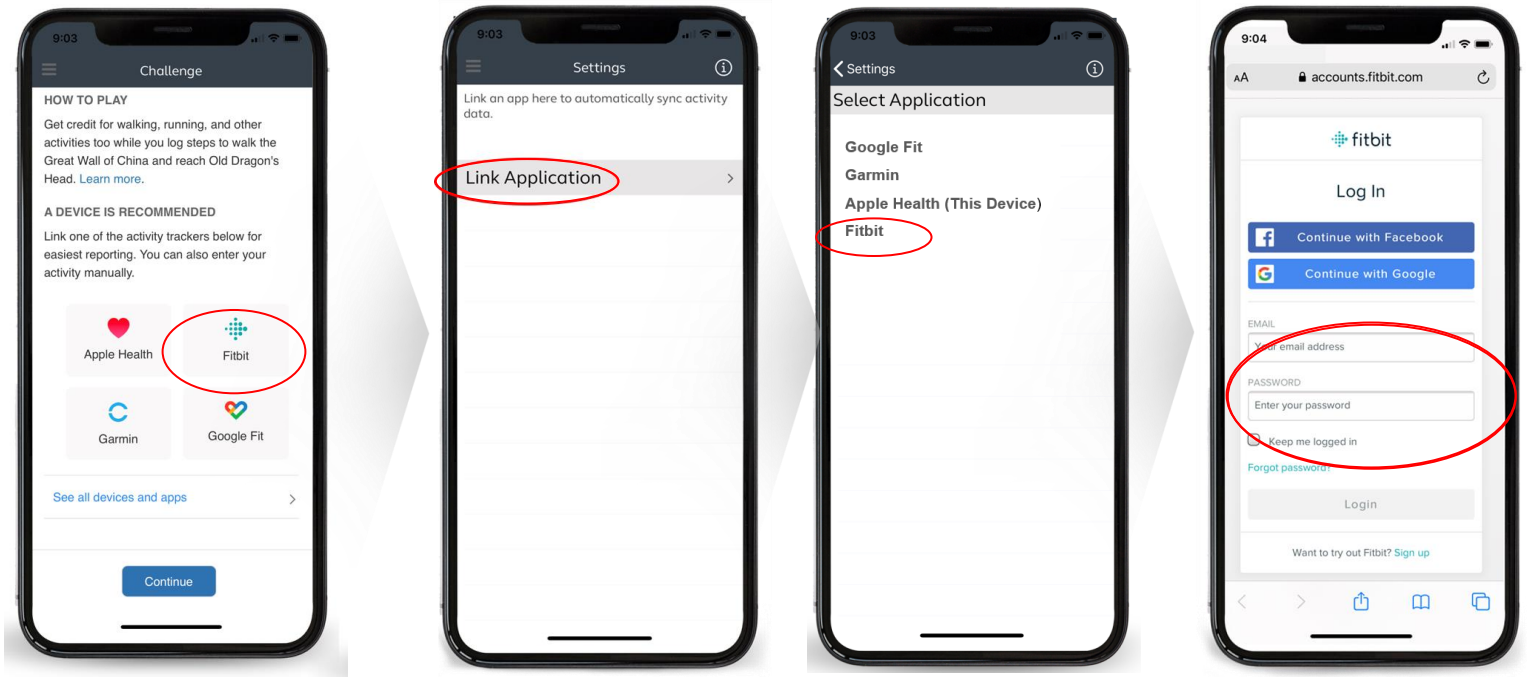 9:03
Challenge
HOW TO PLAY
Get credit for walking, running, and other
activities too while you log steps to walk the
Great Wall of China and reach Old Dragon's
Head. Learn more.
A DEVICE IS RECOMMENDED
Link one of the activity trackers below for
easiest reporting. You can also enter your
activity manually.
Apple Health
Fitbit
Garmin
Google Fit
See all devices and apps
Continue
9:03
Settings
Link an app here to automatically sync activity
data.
Link Application
9:03
Settings
Select Application
Google Fit
Garmin
Apple Health (This Device)
Fitbit
9:04
AA
accounts.fitbit.com
fitbit
Log In
Continue with Facebook
Continue with Google
EMAIL
Your email address
PASSWORD
Enter your password
Keep me logged in
Forgot password?
Login
Want to try out Fitbit? Sign up